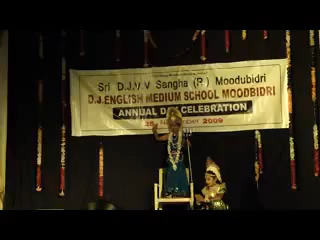 Sri D.J.V.V Sangha (R) Moodubidri
D.J.ENGLISH MEDIUM SCHOOL MOODBIDRI
ANNUAL DAY CELEBRATION
2009